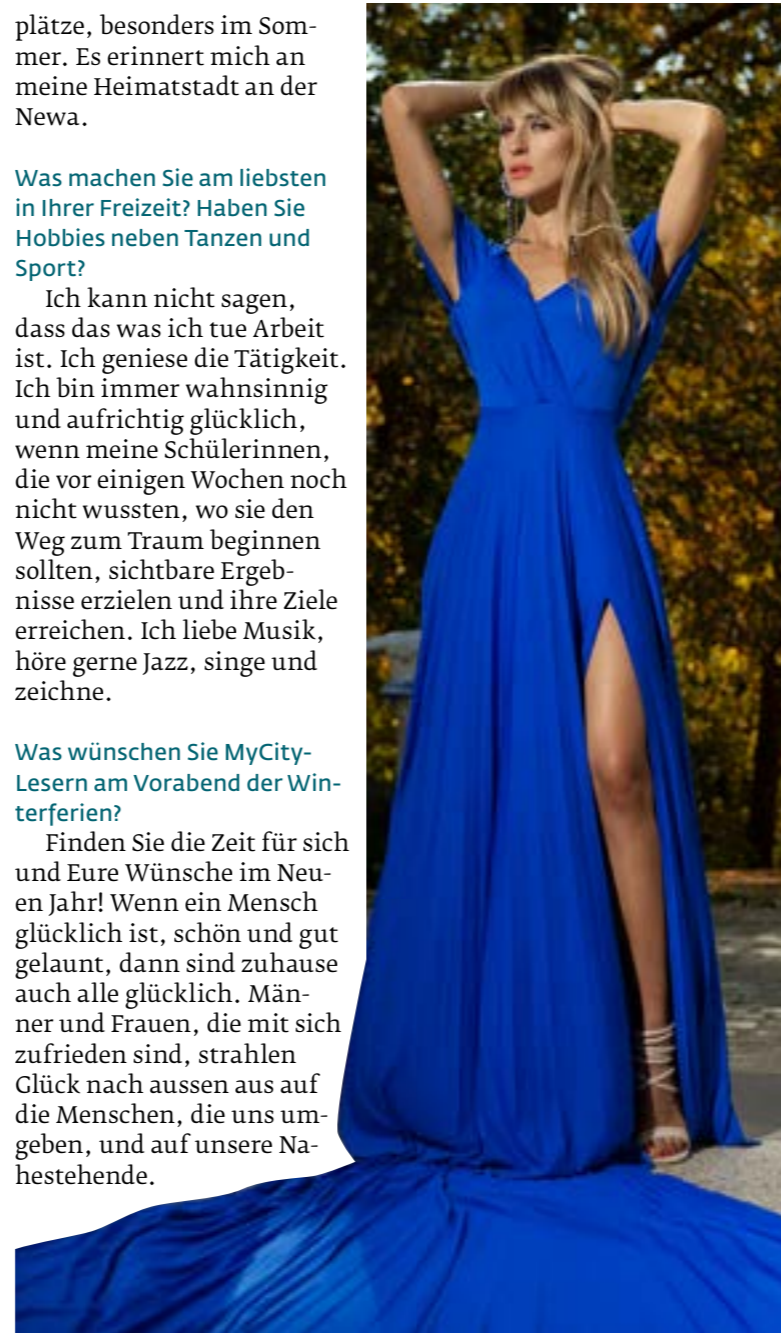 plätze, besonders im Som-
mer. Es erinnert mich an
meine Heimatstadt an der
Newa.
Was machen Sie am liebsten
in Ihrer Freizeit? Haben Sie
Hobbies neben Tanzen und
Sport?
Ich kann nicht sagen,
dass das was ich tue Arbeit
ist. Ich geniese die Tätigkeit.
Ich bin immer wahnsinnig
und aufrichtig glücklich,
wenn meine Schülerinnen,
die vor einigen Wochen noch
nicht wussten, wo sie den
Weg zum Traum beginnen
sollten, sichtbare Ergeb-
nisse erzielen und ihre Ziele
erreichen. Ich liebe Musik,
höre gerne Jazz, singe und
zeichne.
Was wünschen Sie MyCity-
Lesern am Vorabend der Win-
terferien?
Finden Sie die Zeit für sich
und Eure Wünsche im Neu-
en Jahr! Wenn ein Mensch
glücklich ist, schön und gut
gelaunt, dann sind zuhause
auch alle glücklich. Män-
ner und Frauen, die mit sich
zufrieden sind, strahlen
Glück nach aussen aus auf
die Menschen, die uns um-
geben, und auf unsere Na-
hestehende.